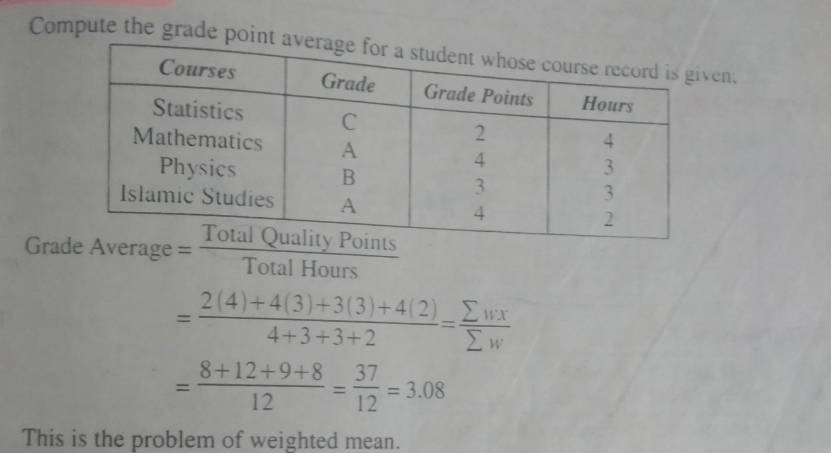 Compute the grade point average for a student whose course record is given;
Courses Grade Grade Points Hours
Statistics C 2 4
Mathematics A 4 3
Physics B 3 3
Islamic Studies A 4 2
Grade Average = Total Quality Points / Total Hours
= 2(4)+4(3)+3(3)+4(2) / 4+3+3+2 = ∑wx / ∑w
= 8+12+9+8 / 12 = 37 / 12 = 3.08
This is the problem of weighted mean.